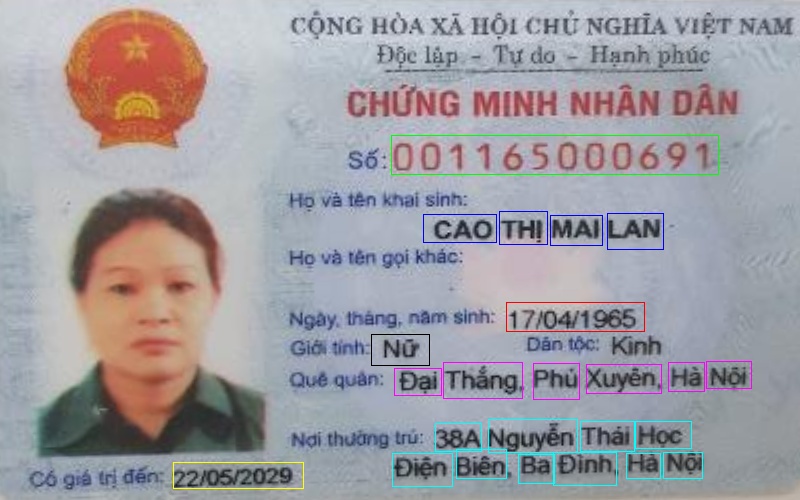 CỘNG HÒA XÃ HỘI CHỦ NGHĨA VIỆT NAM
Độc lập - Tự do - Hạnh phúc
CHỨNG MINH NHÂN DÂN
Số: 001165000691
Họ và tên khai sinh:
CAO THỊ MAI LAN
Họ và tên gọi khác:
Ngày, tháng, năm sinh: 17/04/1965
Giới tính: Nữ Dân tộc: Kinh
Quê quán: Đại Thắng, Phú Xuyên, Hà Nội
Nơi thường trú: 38A Nguyễn Thái Học
Điện Biên, Ba Đình, Hà Nội
Có giá trị đến: 22/05/2029